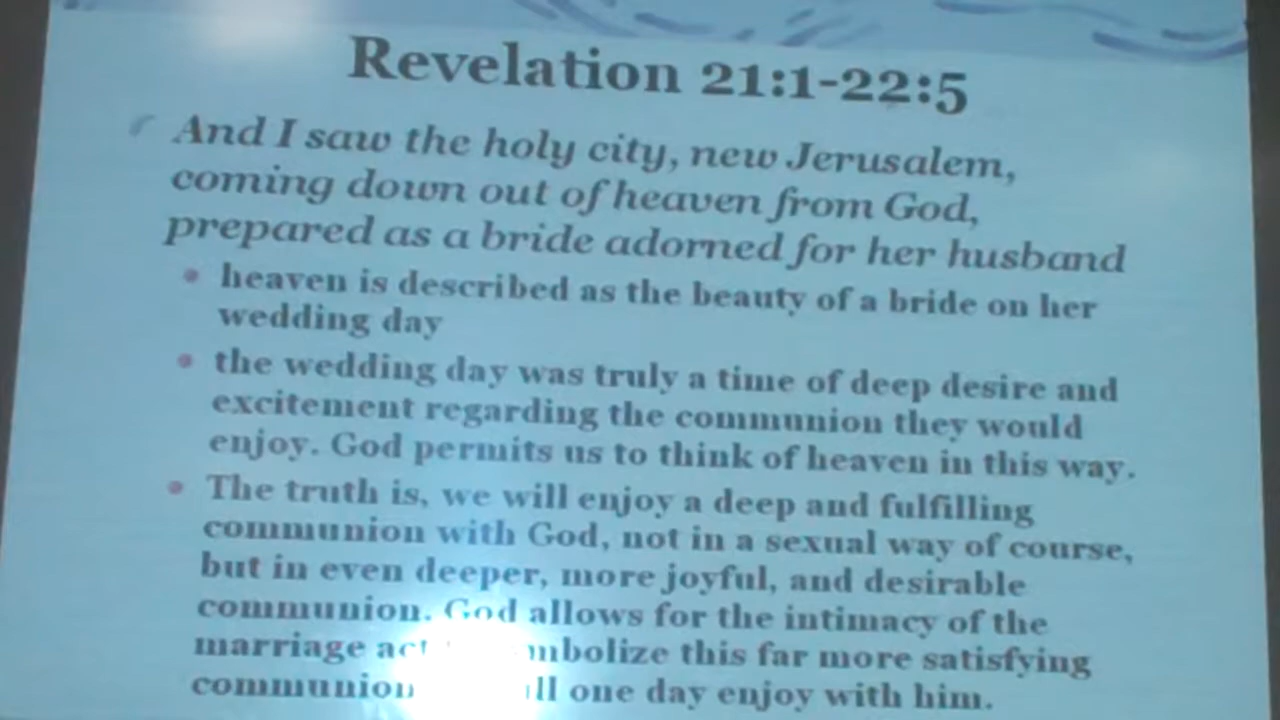 Revelation 21:1-22:5
And I saw the holy city, new Jerusalem,
coming down out of heaven from God,
prepared as a bride adorned for her husband
heaven is described as the beauty of a bride on her
wedding day
the wedding day was truly a time of deep desire and
excitement regarding the communion they would
enjoy. God permits us to think of heaven in this way.
The truth is, we will enjoy a deep and fulfilling
communion with God, not in a sexual way of course,
but in even deeper, more joyful, and desirable
communion. God allows for the intimacy of the
marriage act this far more satisfying
communion one day enjoy with him.